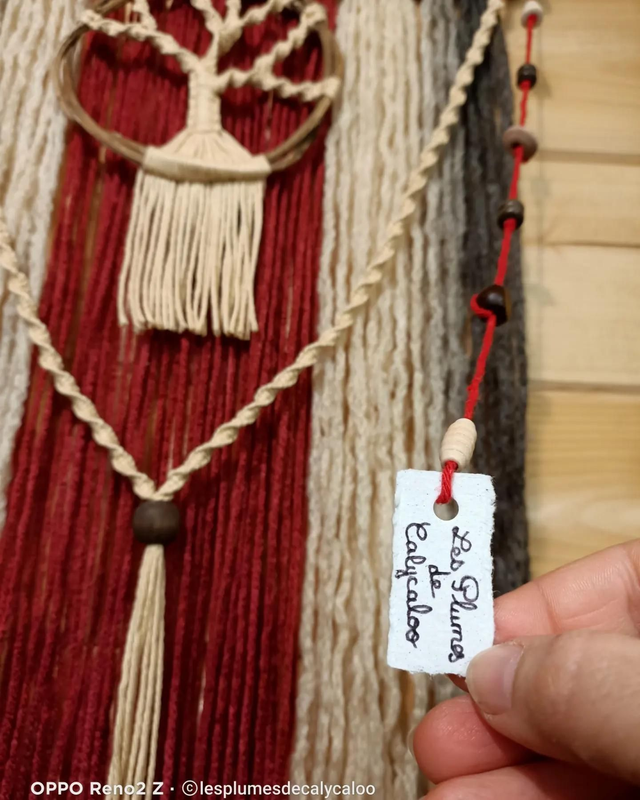 Les Plumes
de
Calycaloo
OPPO Reno2 Z · ©lesplumesdecalycaloo